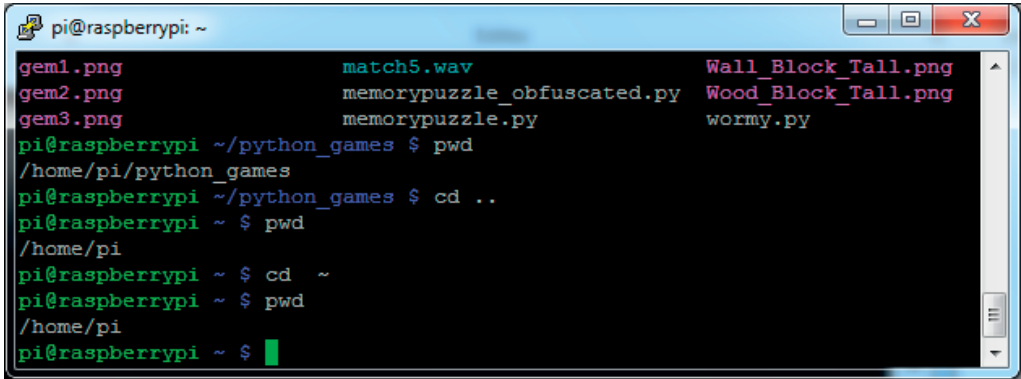 pi@raspberrypi: ~
gem1.png match5.wav Wall_Block_Tall.png
gem2.png memorypuzzle_obfuscated.py Wood_Block_Tall.png
gem3.png memorypuzzle.py wormy.py
pi@raspberrypi ~/python_games $ pwd
/home/pi/python_games
pi@raspberrypi ~/python_games $ cd ..
pi@raspberrypi ~ $ pwd
/home/pi
pi@raspberrypi ~ $ cd  ~
pi@raspberrypi ~ $ pwd
/home/pi
pi@raspberrypi ~ $